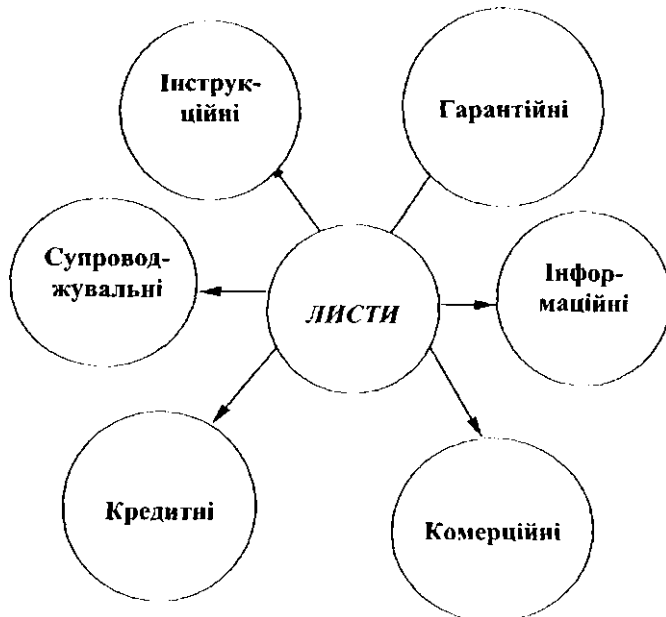 Інструк-
ційні
Гарантійні
Супровод-
жувальні
ЛИСТИ
Інфор-
маційні
Кредитні
Комерційні